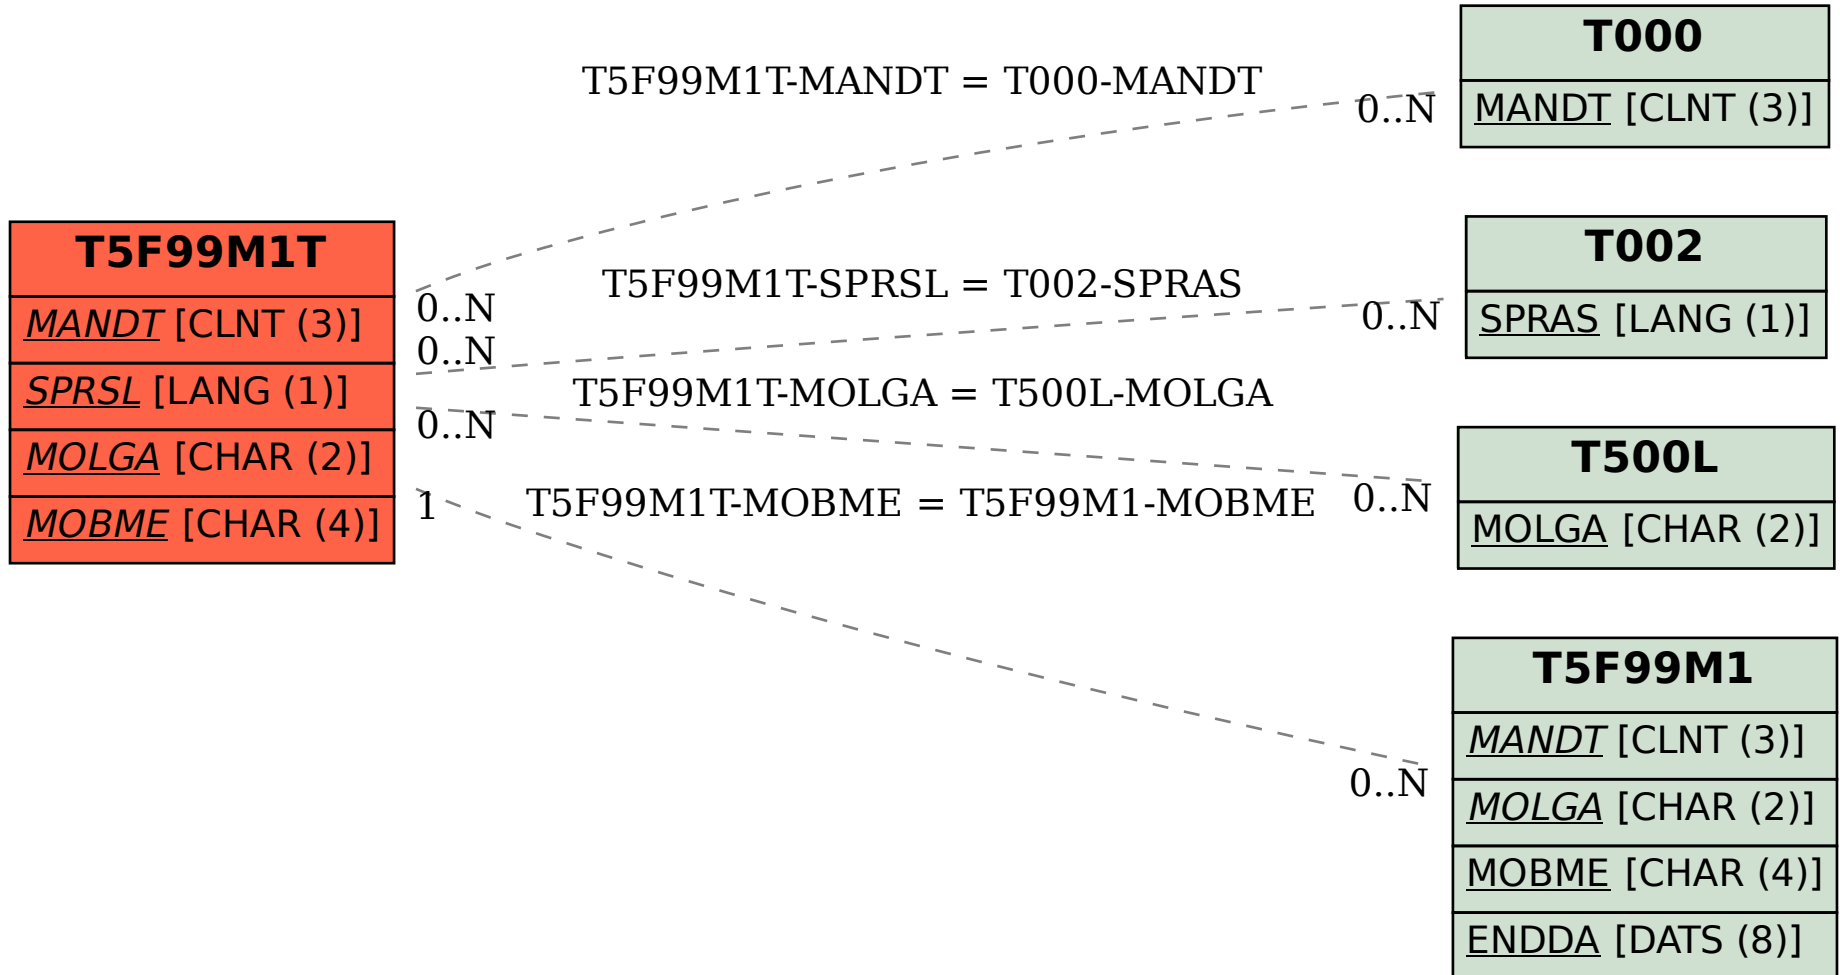 T5F99M1T
MANDT [CLNT (3)]
SPRSL [LANG (1)]
MOLGA [CHAR (2)]
MOBME [CHAR (4)]
T5F99M1T-MANDT = T000-MANDT
0..N
0..N
T5F99M1T-SPRSL = T002-SPRAS
0..N
0..N
T5F99M1T-MOLGA = T500L-MOLGA
0..N
0..N
T5F99M1T-MOBME = T5F99M1-MOBME
1
0..N
T000
MANDT [CLNT (3)]
T002
SPRAS [LANG (1)]
T500L
MOLGA [CHAR (2)]
T5F99M1
MANDT [CLNT (3)]
MOLGA [CHAR (2)]
MOBME [CHAR (4)]
ENDDA [DATS (8)]